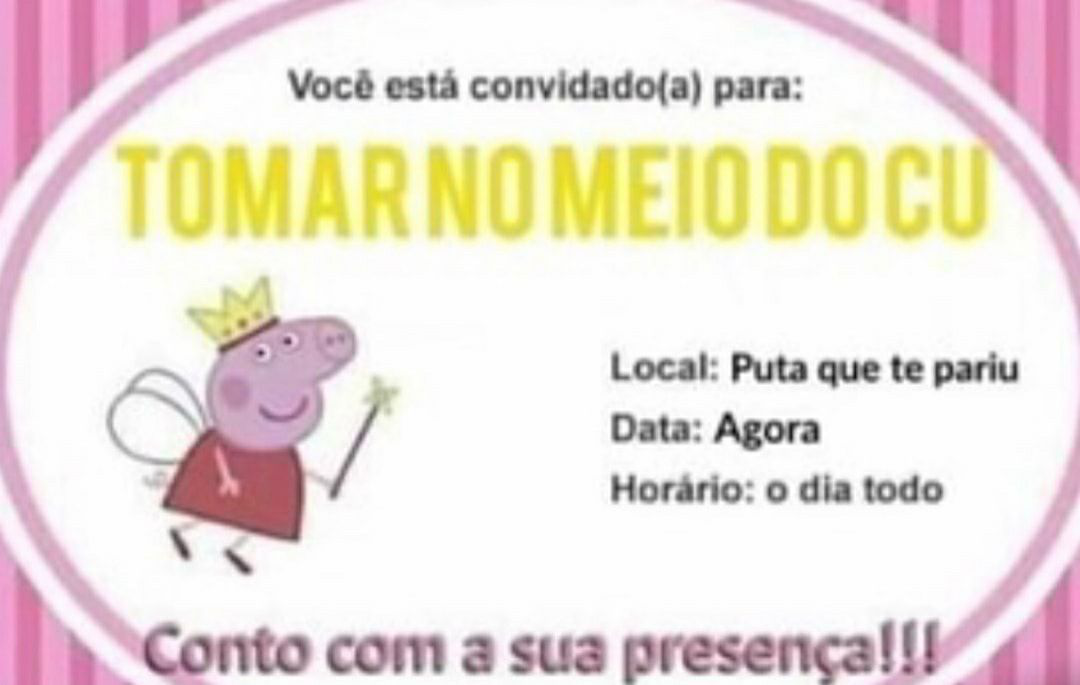 Você está convidado(a) para:
TOMAR NO MEIO DO CU
Local: Puta que te pariu
Data: Agora
Horário: o dia todo
Conto com a sua presença!!!